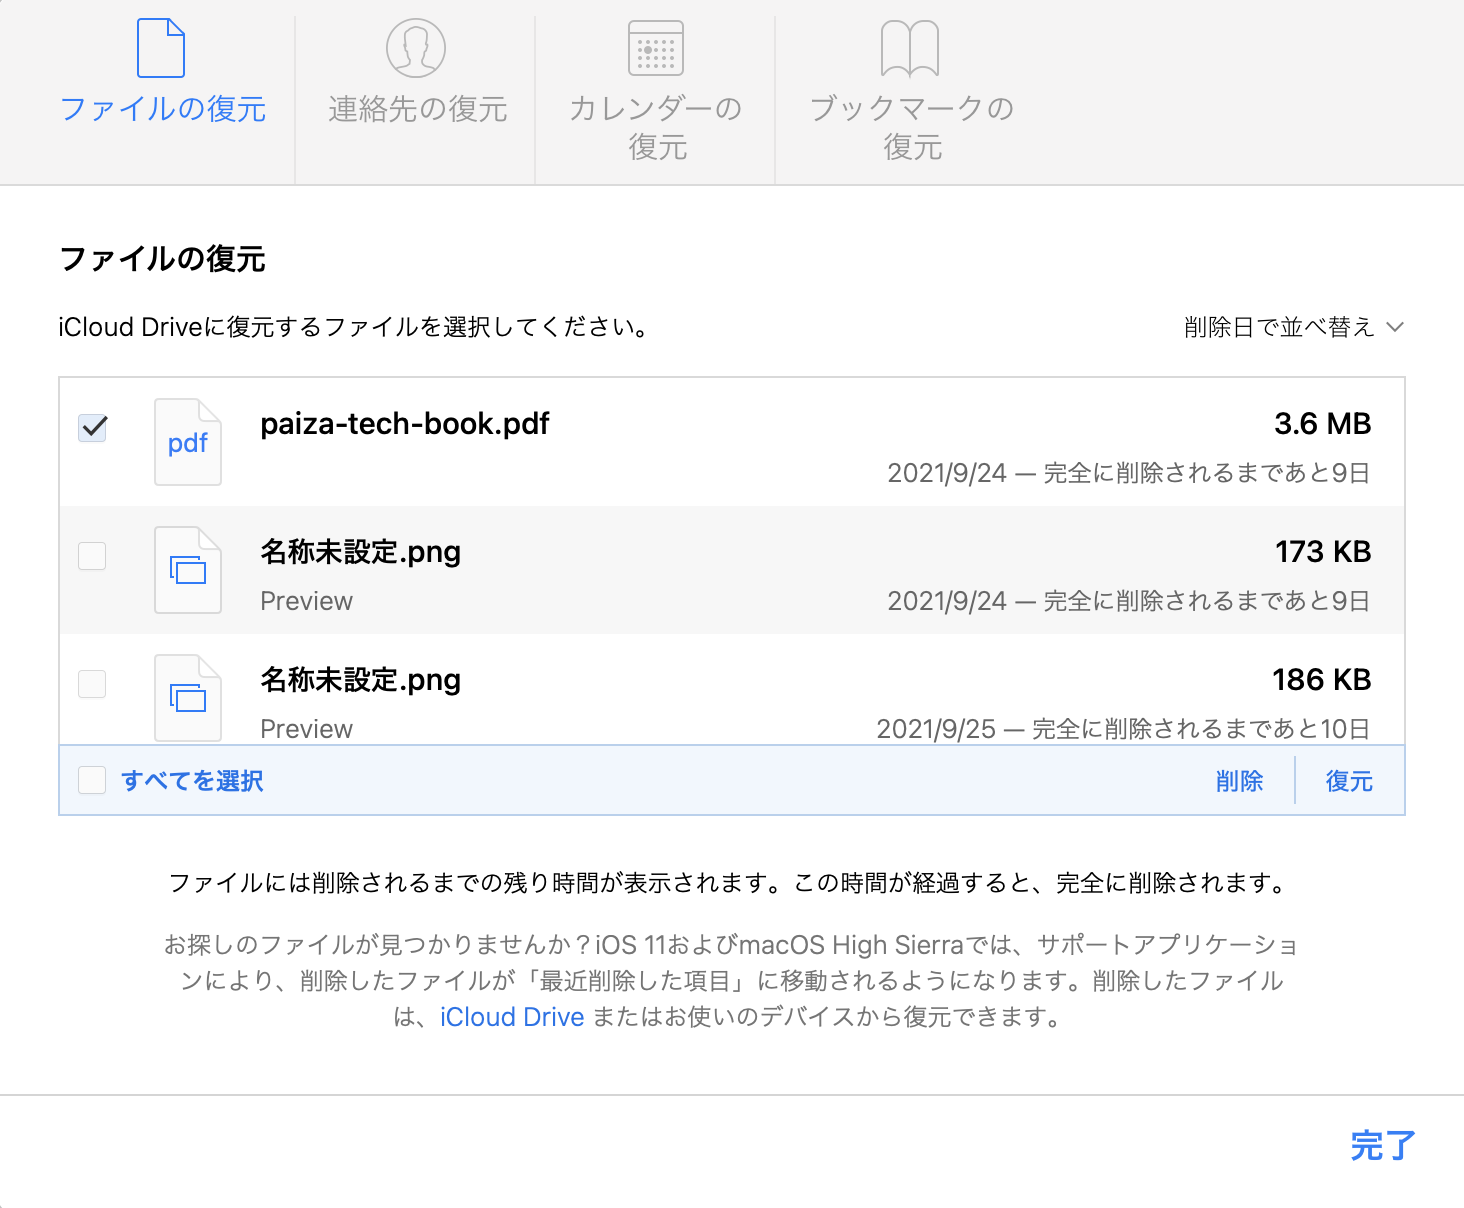 ファイルの復元
連絡先の復元
カレンダーの
復元
ブックマークの
復元
ファイルの復元
iCloud Driveに復元するファイルを選択してください。
削除日で並べ替え
pdf
paiza-tech-book.pdf
3.6 MB
2021/9/24 — 完全に削除されるまであと9日
名称未設定.png
173 KB
Preview
2021/9/24 — 完全に削除されるまであと9日
名称未設定.png
186 KB
Preview
2021/9/25 — 完全に削除されるまであと10日
すべてを選択
削除
復元
ファイルには削除されるまでの残り時間が表示されます。この時間が経過すると、完全に削除されます。
お探しのファイルが見つかりませんか？iOS 11およびmacOS High Sierraでは、サポートアプリケーショ
ンにより、削除したファイルが「最近削除した項目」に移動されるようになります。削除したファイル
は、iCloud Drive またはお使いのデバイスから復元できます。
完了